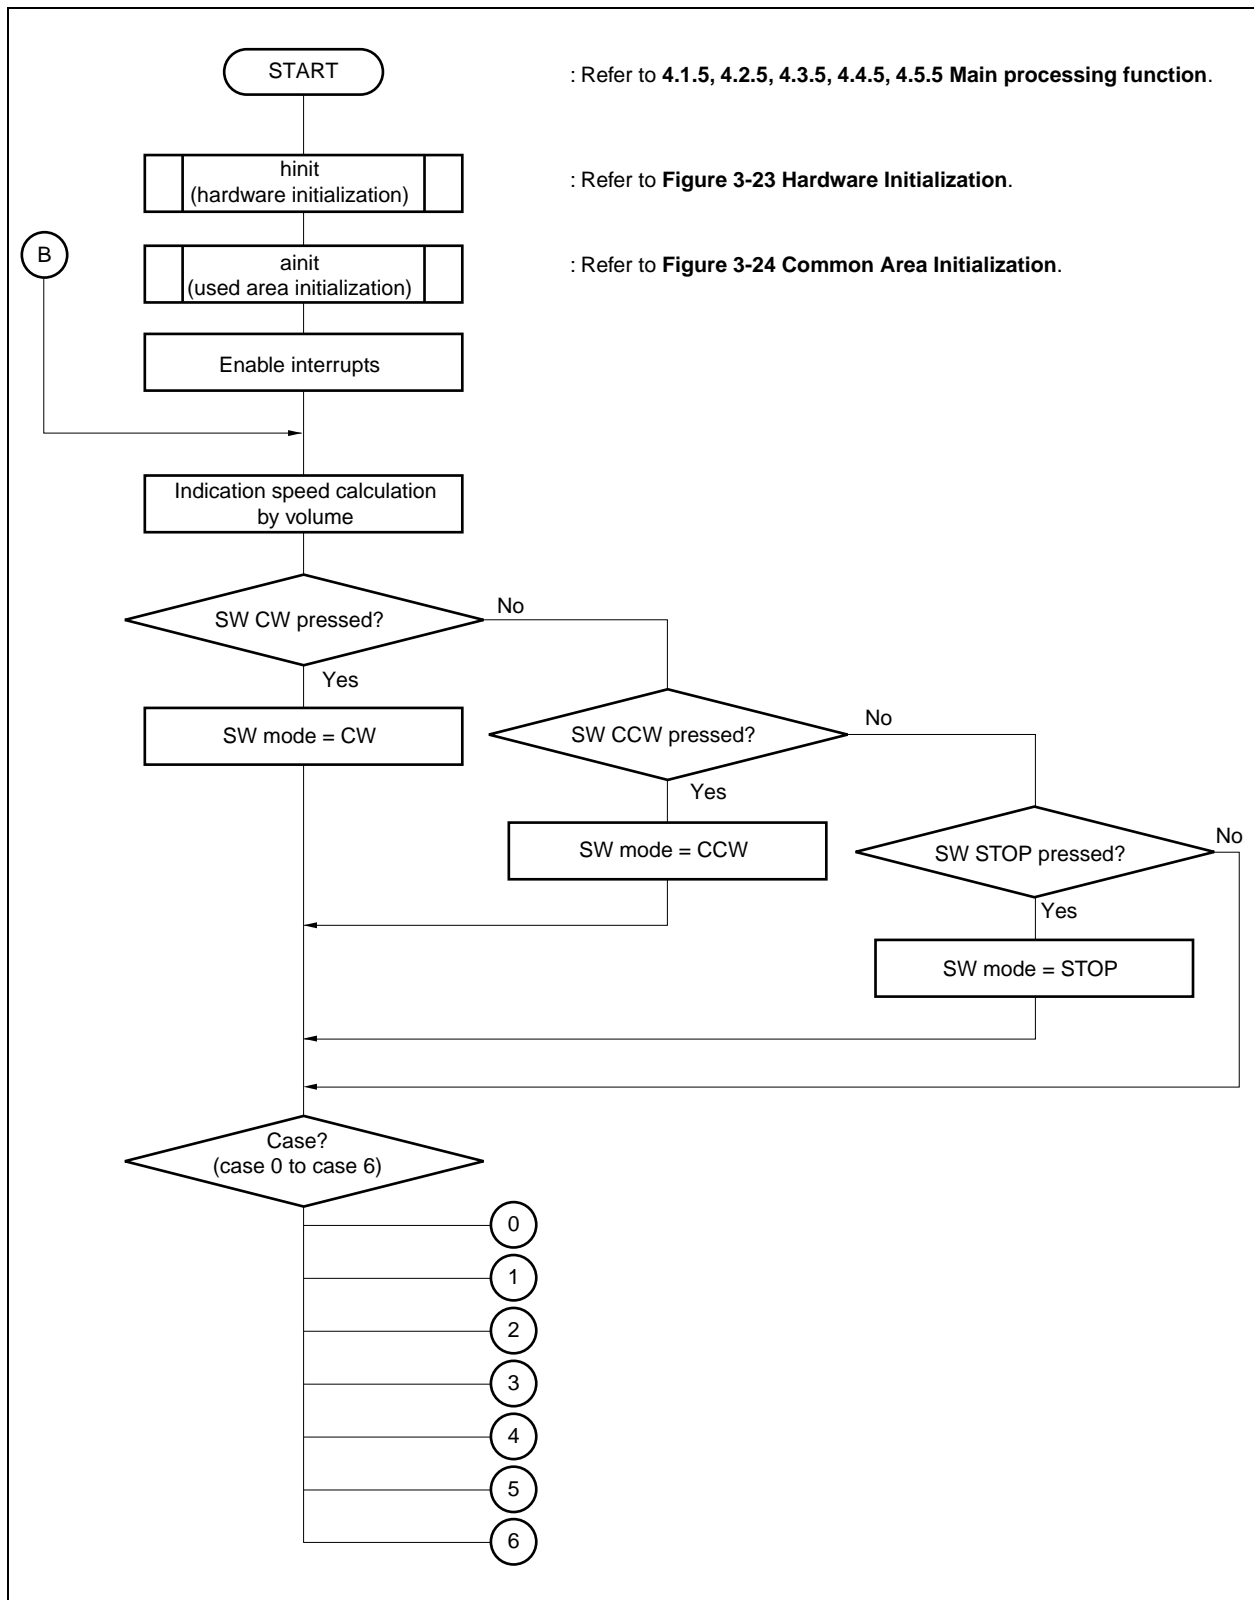 START
: Refer to 4.1.5, 4.2.5, 4.3.5, 4.4.5, 4.5.5 Main processing function.
hinit
(hardware initialization)
: Refer to Figure 3-23 Hardware Initialization.
B
ainit
(used area initialization)
: Refer to Figure 3-24 Common Area Initialization.
Enable interrupts
Indication speed calculation
by volume
SW CW pressed?
No
Yes
SW mode = CW
SW CCW pressed?
No
Yes
SW mode = CCW
SW STOP pressed?
No
Yes
SW mode = STOP
Case?
(case 0 to case 6)
0
1
2
3
4
5
6